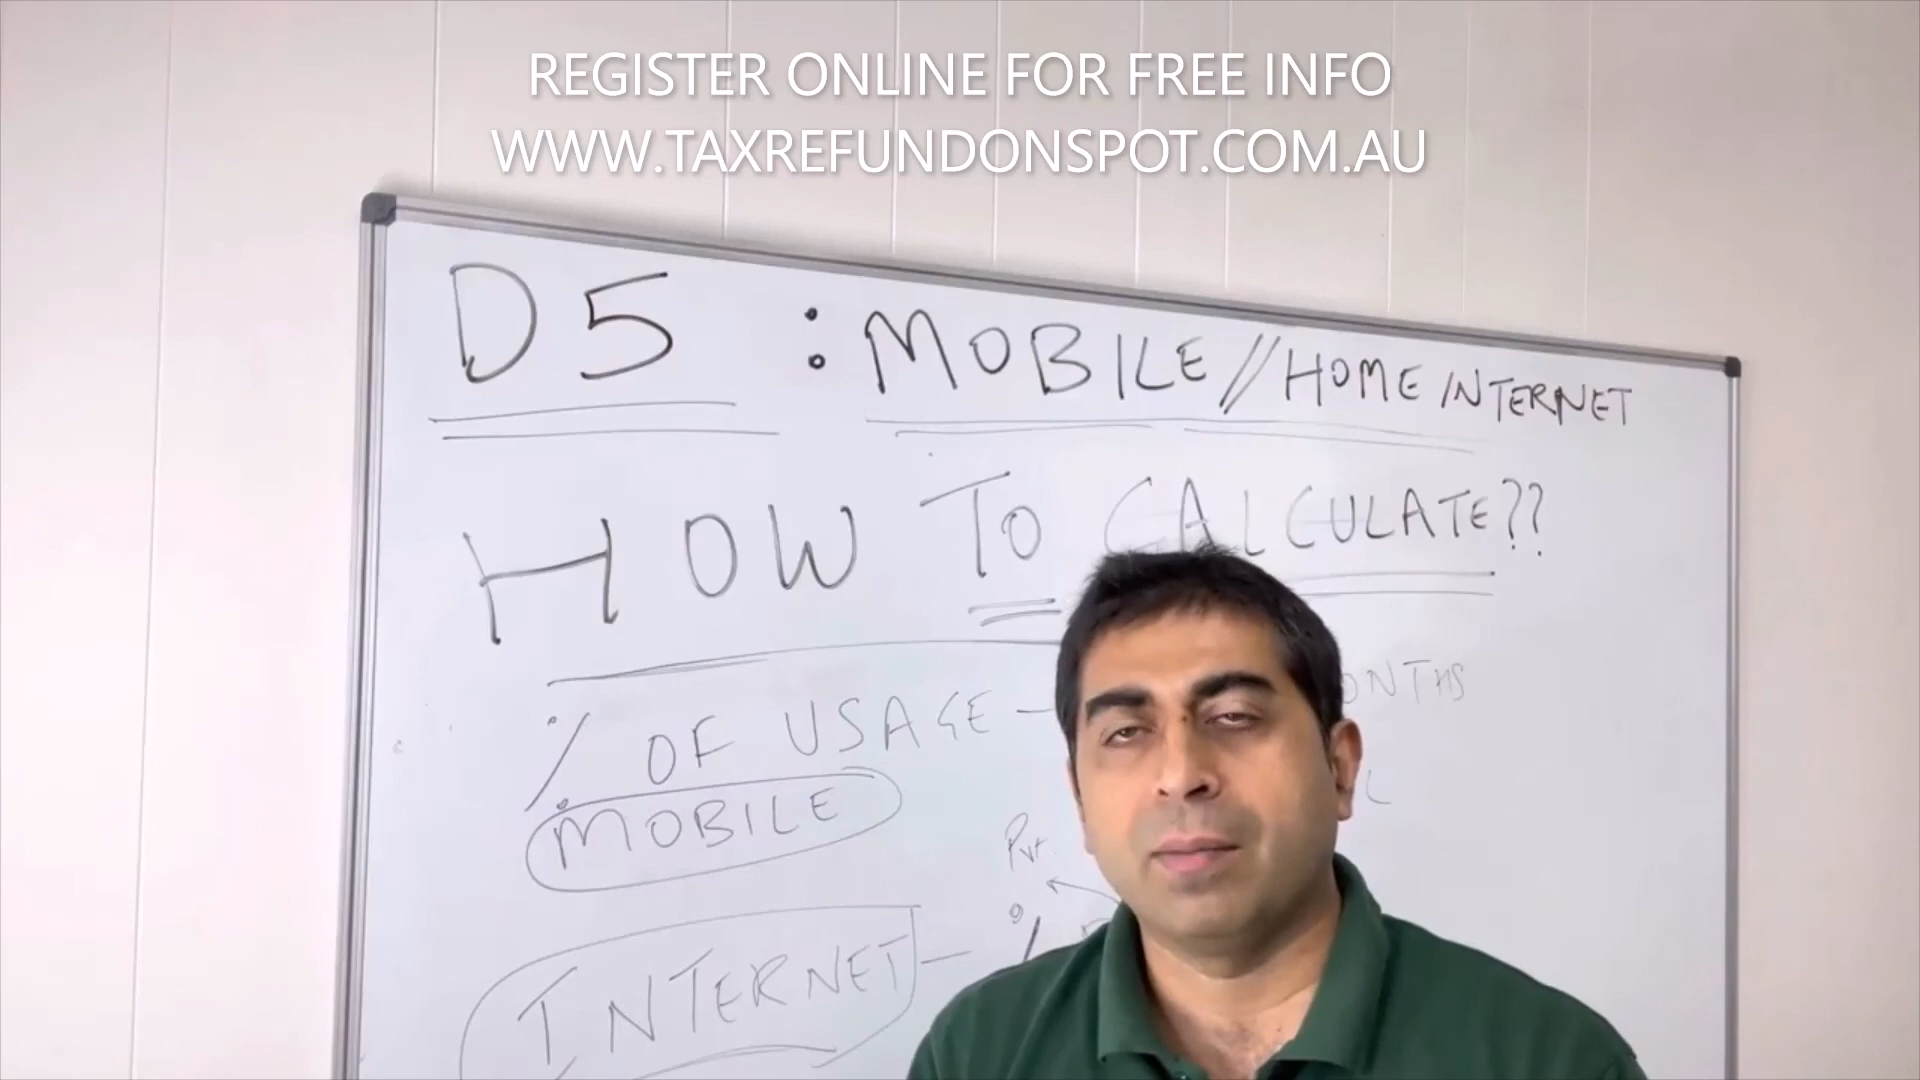 REGISTER ONLINE FOR FREE INFO
WWW.TAXREFUNDONSPOT.COM.AU
D5 : MOBILE//HOME INTERNET
HOW TO CALCULATE??
% OF USAGE -
MOBILE
Pvt
INTERNET - %